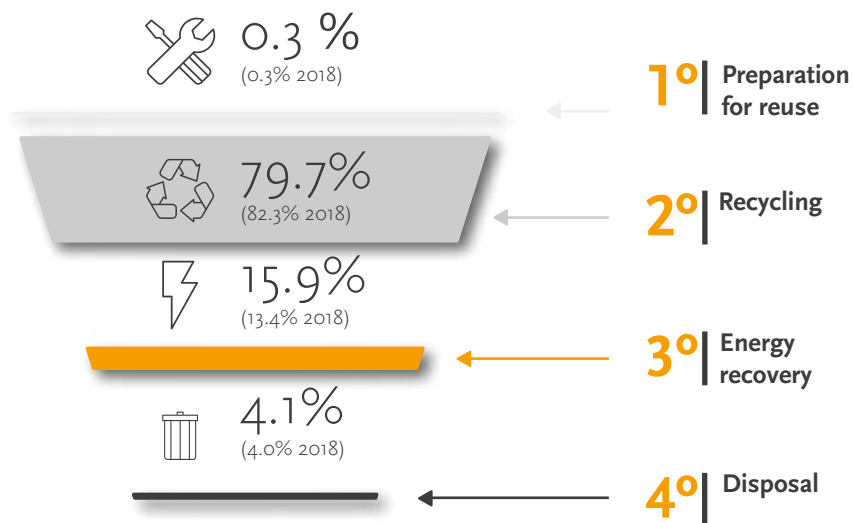 0.3 %
(0.3% 2018)
1º
Preparation
for reuse
79.7%
(82.3% 2018)
2º
Recycling
15.9%
(13.4% 2018)
3º
Energy
recovery
4.1%
(4.0% 2018)
4º
Disposal